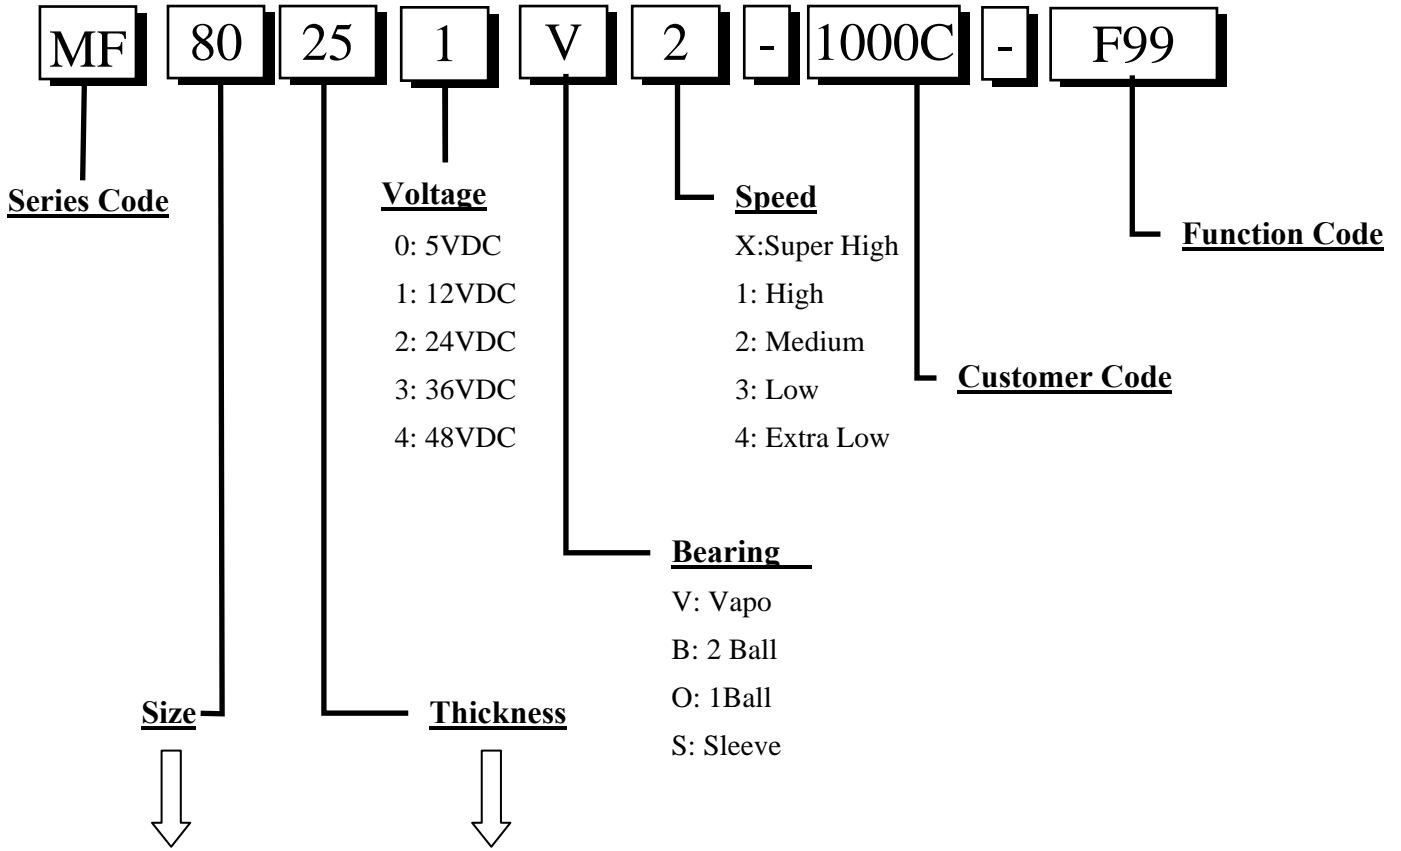 MF 80 25 1 V 2 - 1000C - F99
Series Code
Voltage
0: 5VDC
1: 12VDC
2: 24VDC
3: 36VDC
4: 48VDC
Speed
X:Super High
1: High
2: Medium
3: Low
4: Extra Low
Function Code
Customer Code
Bearing
V: Vapo
B: 2 Ball
O: 1Ball
S: Sleeve
Size
Thickness